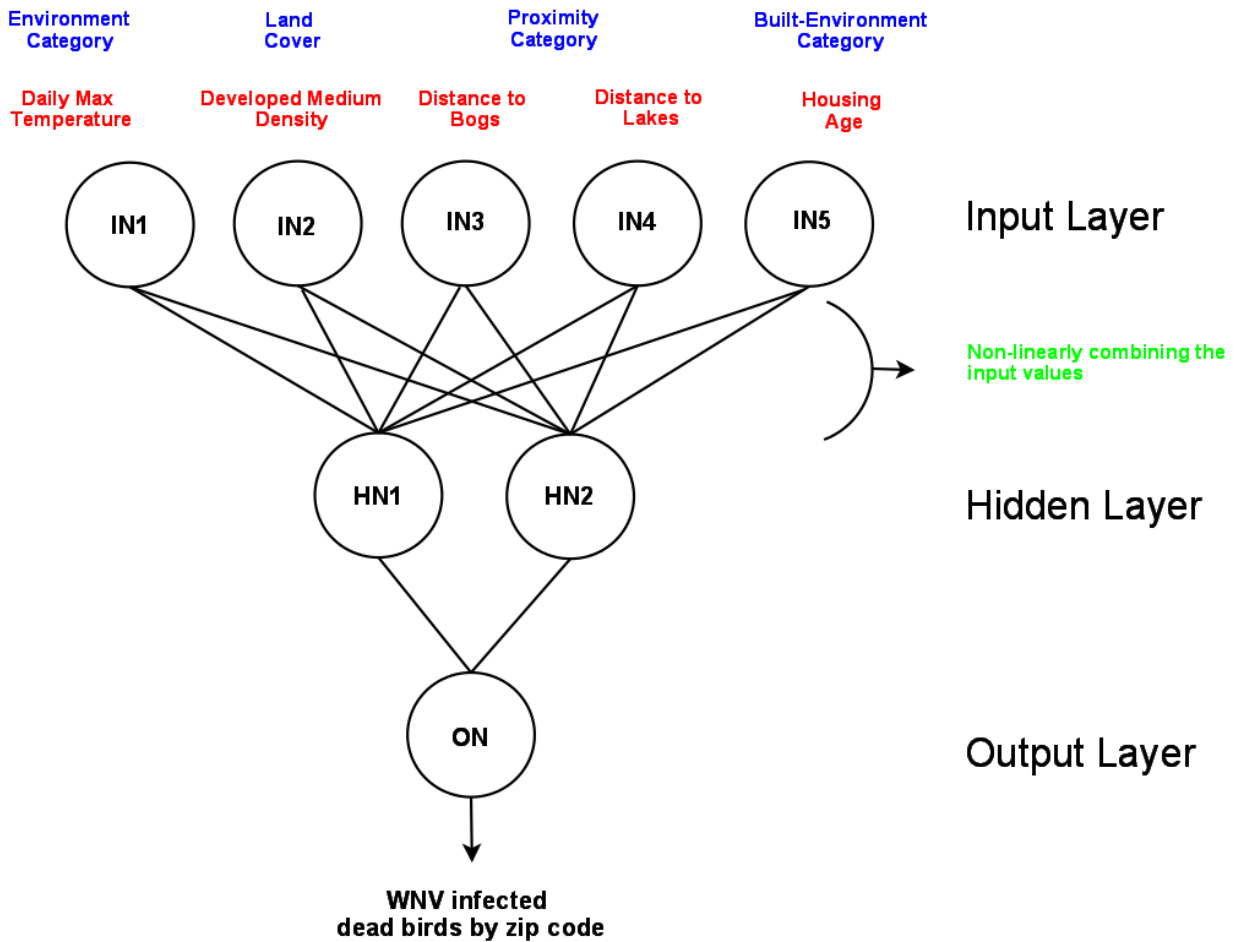 Environment
Category
Land
Cover
Proximity
Category
Built-Environment
Category
Daily Max
Temperature
Developed Medium
Density
Distance to
Bogs
Distance to
Lakes
Housing
Age
IN1
IN2
IN3
IN4
IN5
Input Layer
Non-linearly combining the
input values
HN1
HN2
Hidden Layer
ON
Output Layer
WNV infected
dead birds by zip code